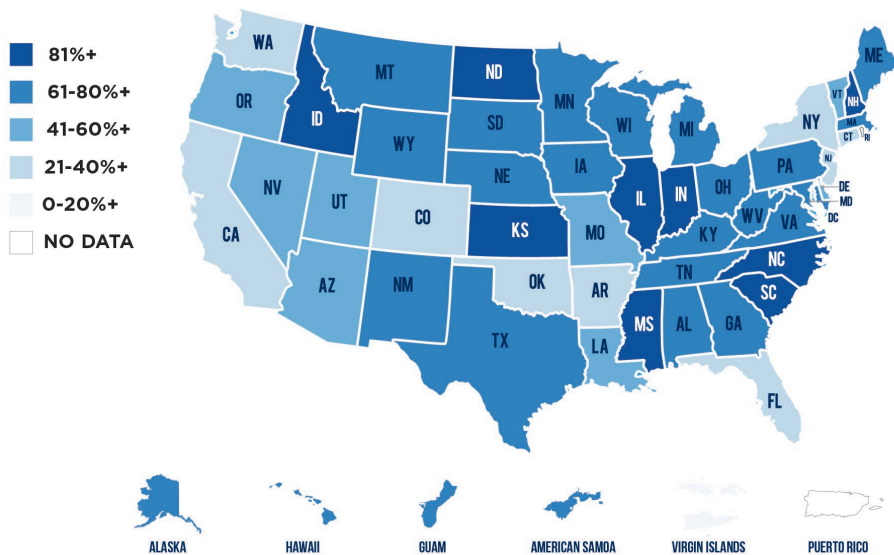 81%+
61-80%+
41-60%+
21-40%+
0-20%+
NO DATA
WA
MT
ND
MN
ME
OR
ID
SD
WI
MI
VT
NH
NY
MA
CT
RI
WY
NE
IA
PA
NJ
NV
UT
CO
KS
MO
IL
IN
OH
WV
VA
DE
MD
DC
KY
CA
AZ
NM
OK
AR
TN
NC
SC
TX
LA
MS
AL
GA
FL
ALASKA
HAWAII
GUAM
AMERICAN SAMOA
VIRGIN ISLANDS
PUERTO RICO